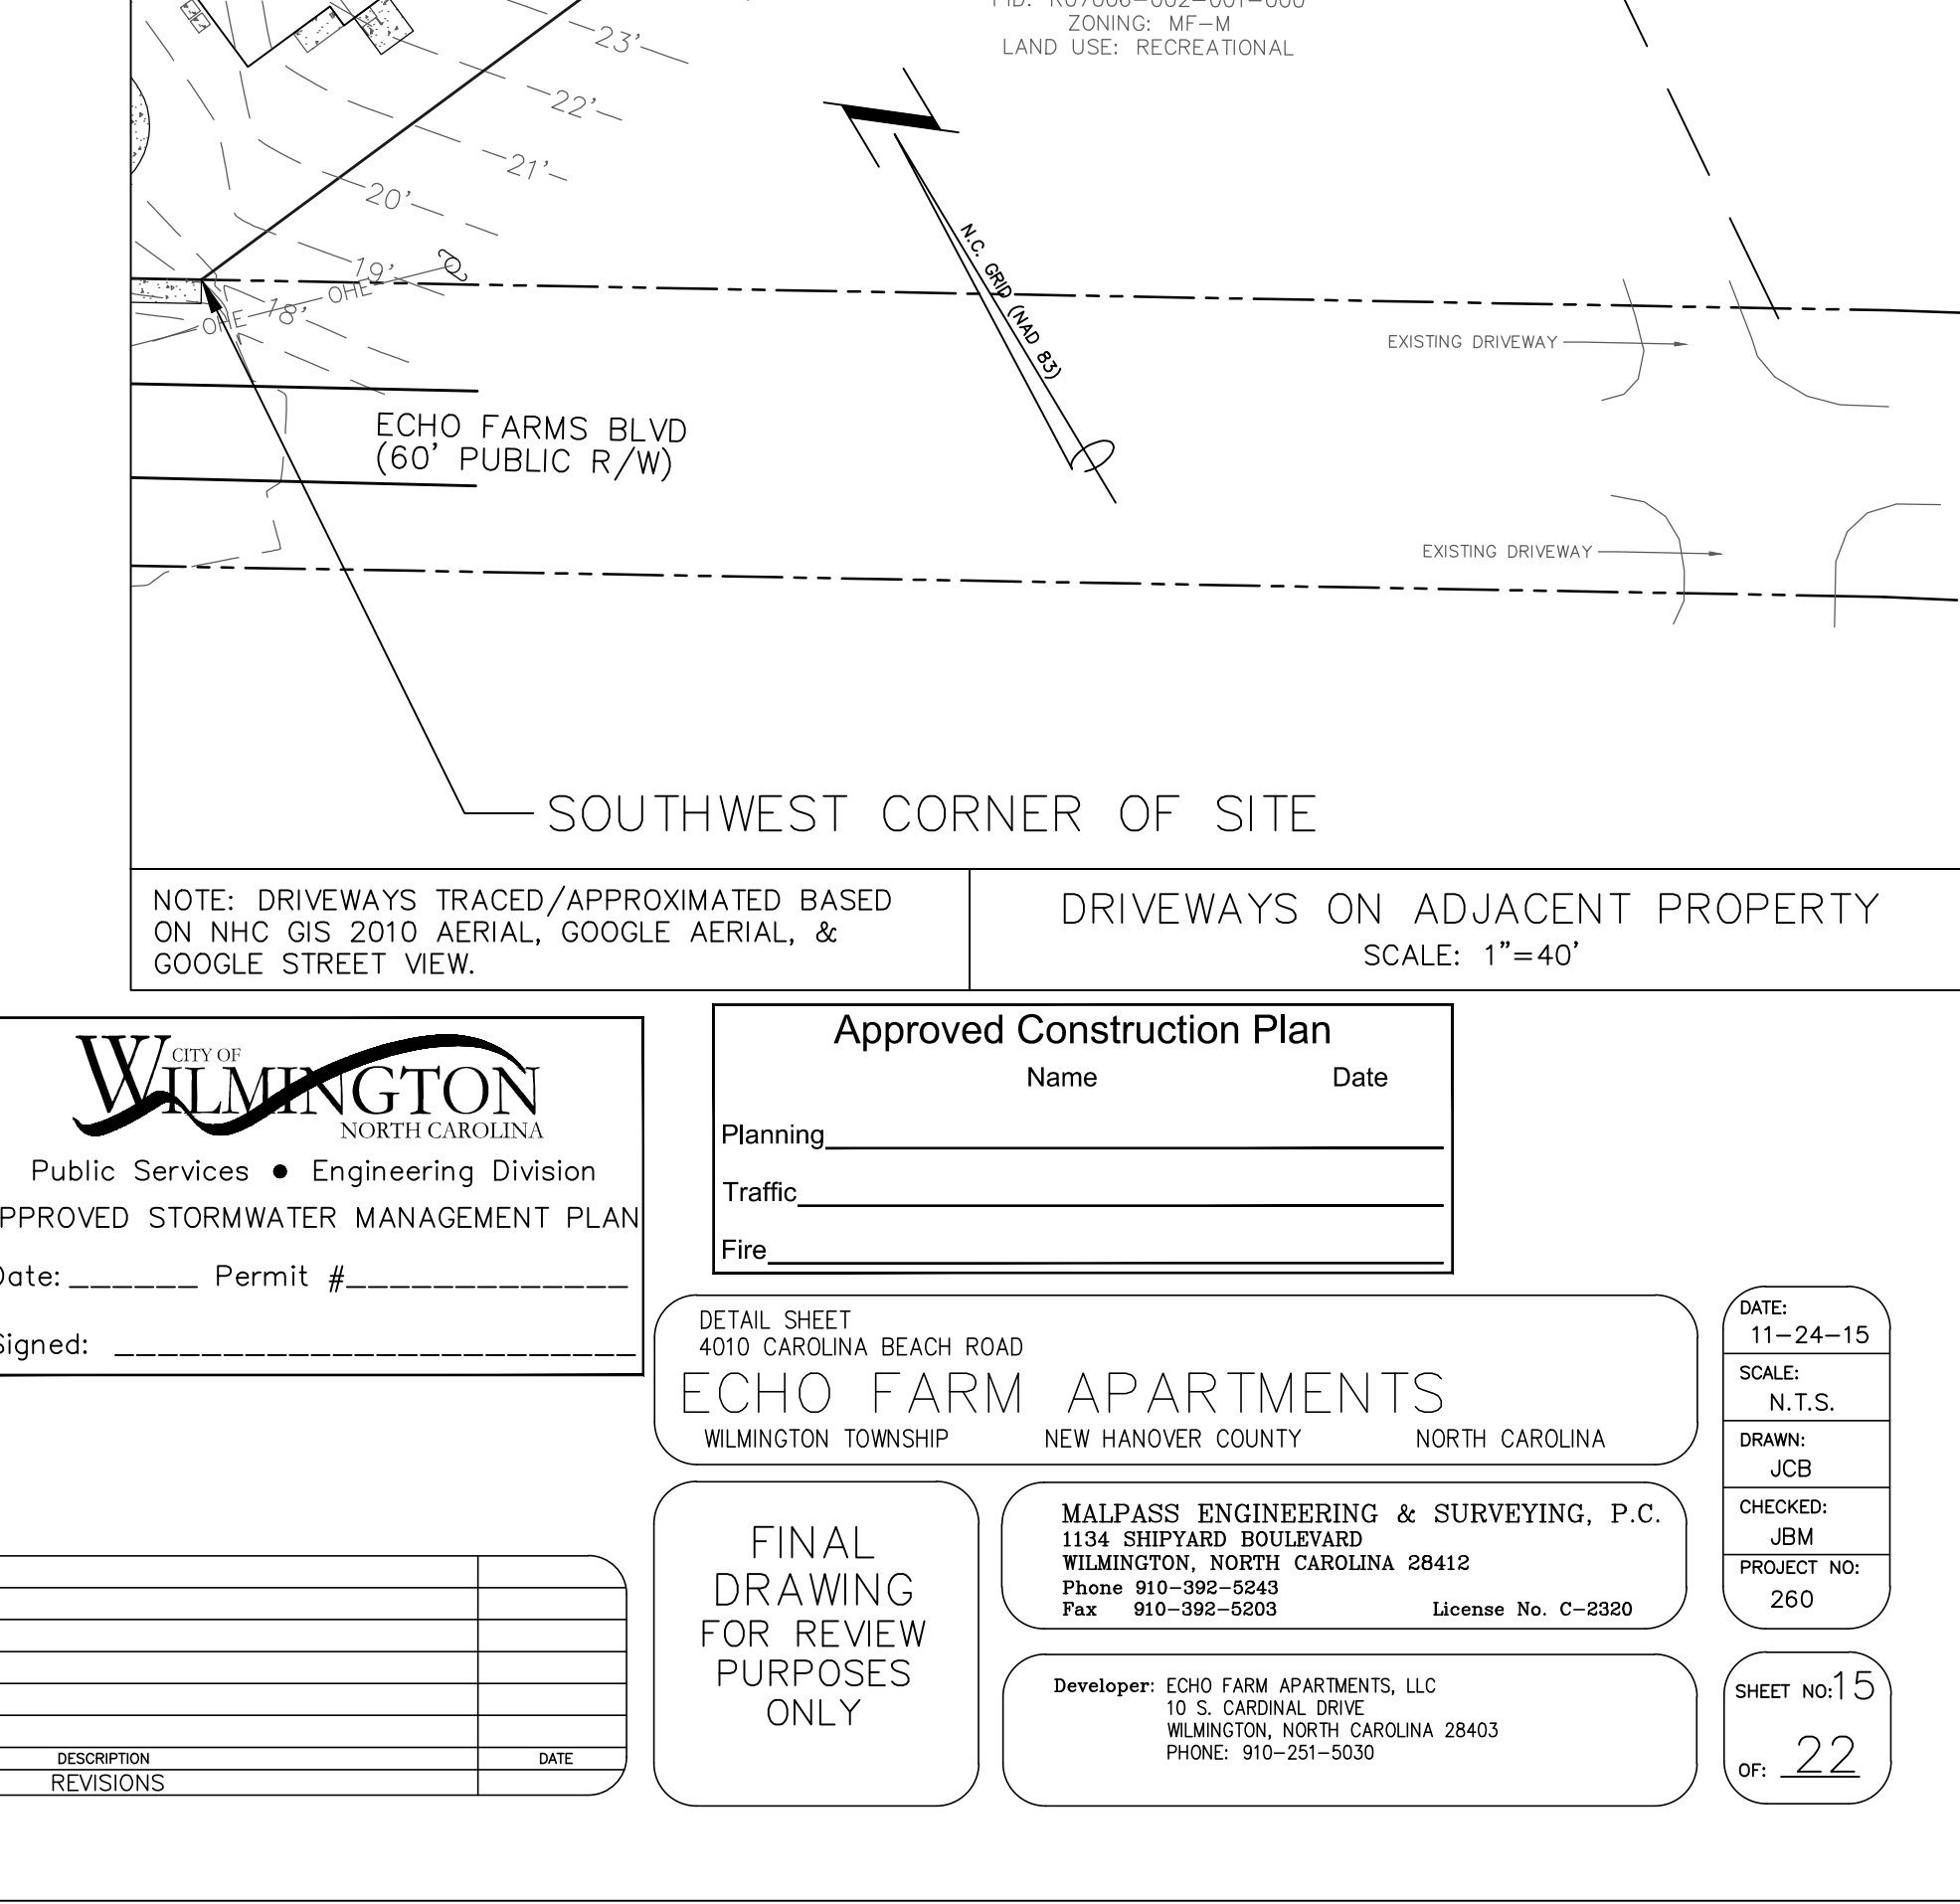 PID: R07006-002-001-000
ZONING: MF-M
LAND USE: RECREATIONAL
23'
22'
21'
20'
19'
18'
OHE
OHE
N.C. GRID (NAD 83)
EXISTING DRIVEWAY
ECHO FARMS BLVD
(60' PUBLIC R/W)
EXISTING DRIVEWAY
SOUTHWEST CORNER OF SITE
NOTE: DRIVEWAYS TRACED/APPROXIMATED BASED
ON NHC GIS 2010 AERIAL, GOOGLE AERIAL, &
GOOGLE STREET VIEW.
DRIVEWAYS ON ADJACENT PROPERTY
SCALE: 1"=40'
CITY OF
WILMINGTON
NORTH CAROLINA
Public Services ● Engineering Division
PPROVED STORMWATER MANAGEMENT PLAN
Date: ______ Permit #_____________
Signed: ________________________
Approved Construction Plan
Name Date
Planning
Traffic
Fire
DETAIL SHEET
4010 CAROLINA BEACH ROAD
ECHO FARM APARTMENTS
WILMINGTON TOWNSHIP NEW HANOVER COUNTY NORTH CAROLINA
DATE:
11-24-15
SCALE:
N.T.S.
DRAWN:
JCB
CHECKED:
JBM
PROJECT NO:
260
FINAL
DRAWING
FOR REVIEW
PURPOSES
ONLY
MALPASS ENGINEERING & SURVEYING, P.C.
1134 SHIPYARD BOULEVARD
WILMINGTON, NORTH CAROLINA 28412
Phone 910-392-5243
Fax 910-392-5203 License No. C-2320
Developer: ECHO FARM APARTMENTS, LLC
10 S. CARDINAL DRIVE
WILMINGTON, NORTH CAROLINA 28403
PHONE: 910-251-5030
SHEET NO: 15
OF: 22
DESCRIPTION DATE
REVISIONS